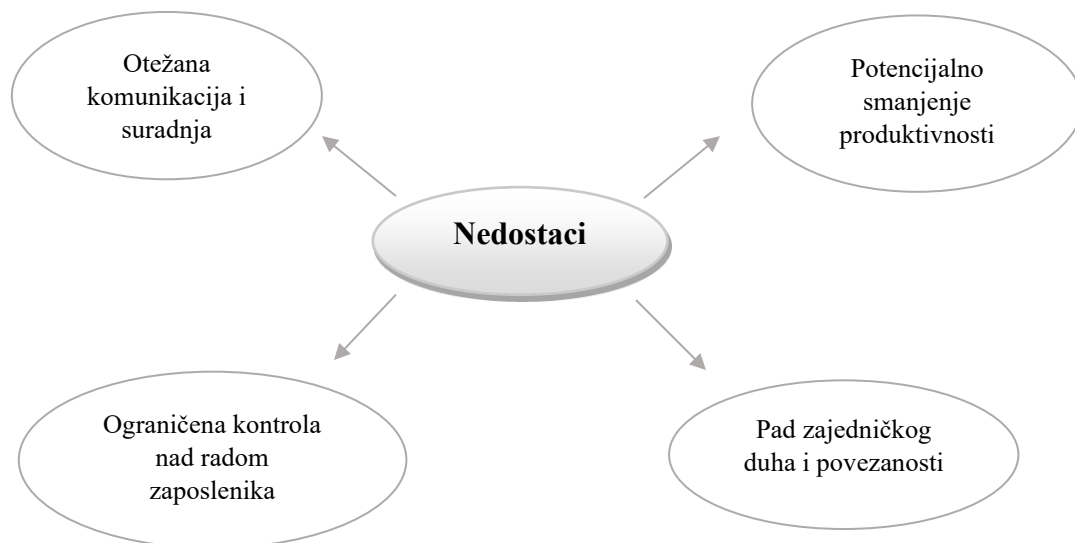 Otežana
komunikacija i
suradnja
Potencijalno
smanjenje
produktivnosti
Nedostaci
Ograničena kontrola
nad radom
zaposlenika
Pad zajedničkog
duha i povezanosti